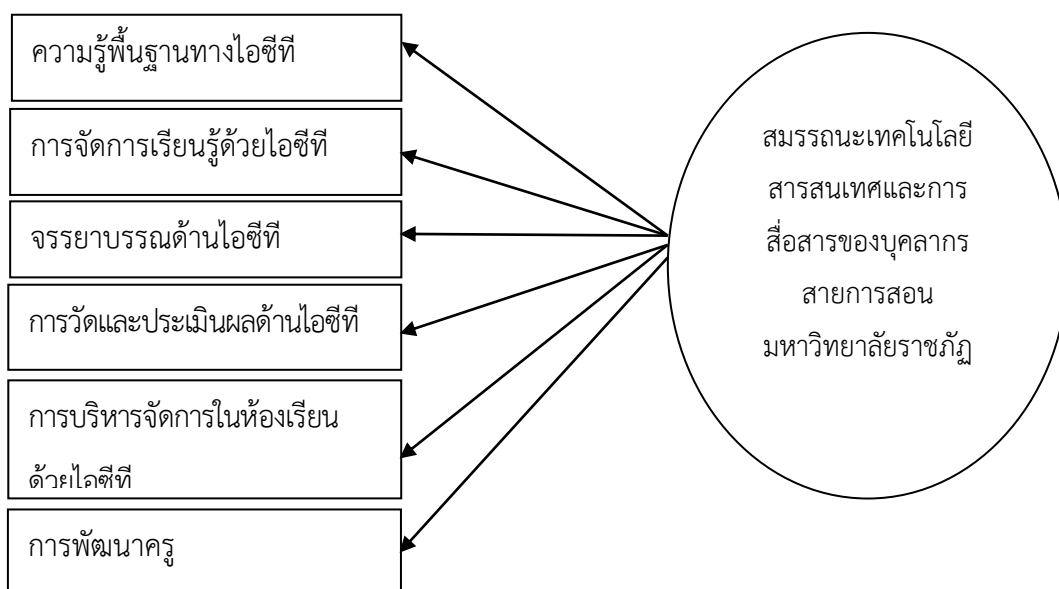 ความรู้พื้นฐานทางไอซีที
การจัดการเรียนรู้ด้วยไอซีที
จรรยาบรรณด้านไอซีที
การวัดและประเมินผลด้านไอซีที
การบริหารจัดการในห้องเรียน
ด้วยไอซีที
การพัฒนาครู
สมรรถนะเทคโนโลยี
สารสนเทศและการ
สื่อสารของบุคลากร
สายการสอน
มหาวิทยาลัยราชภัฏ